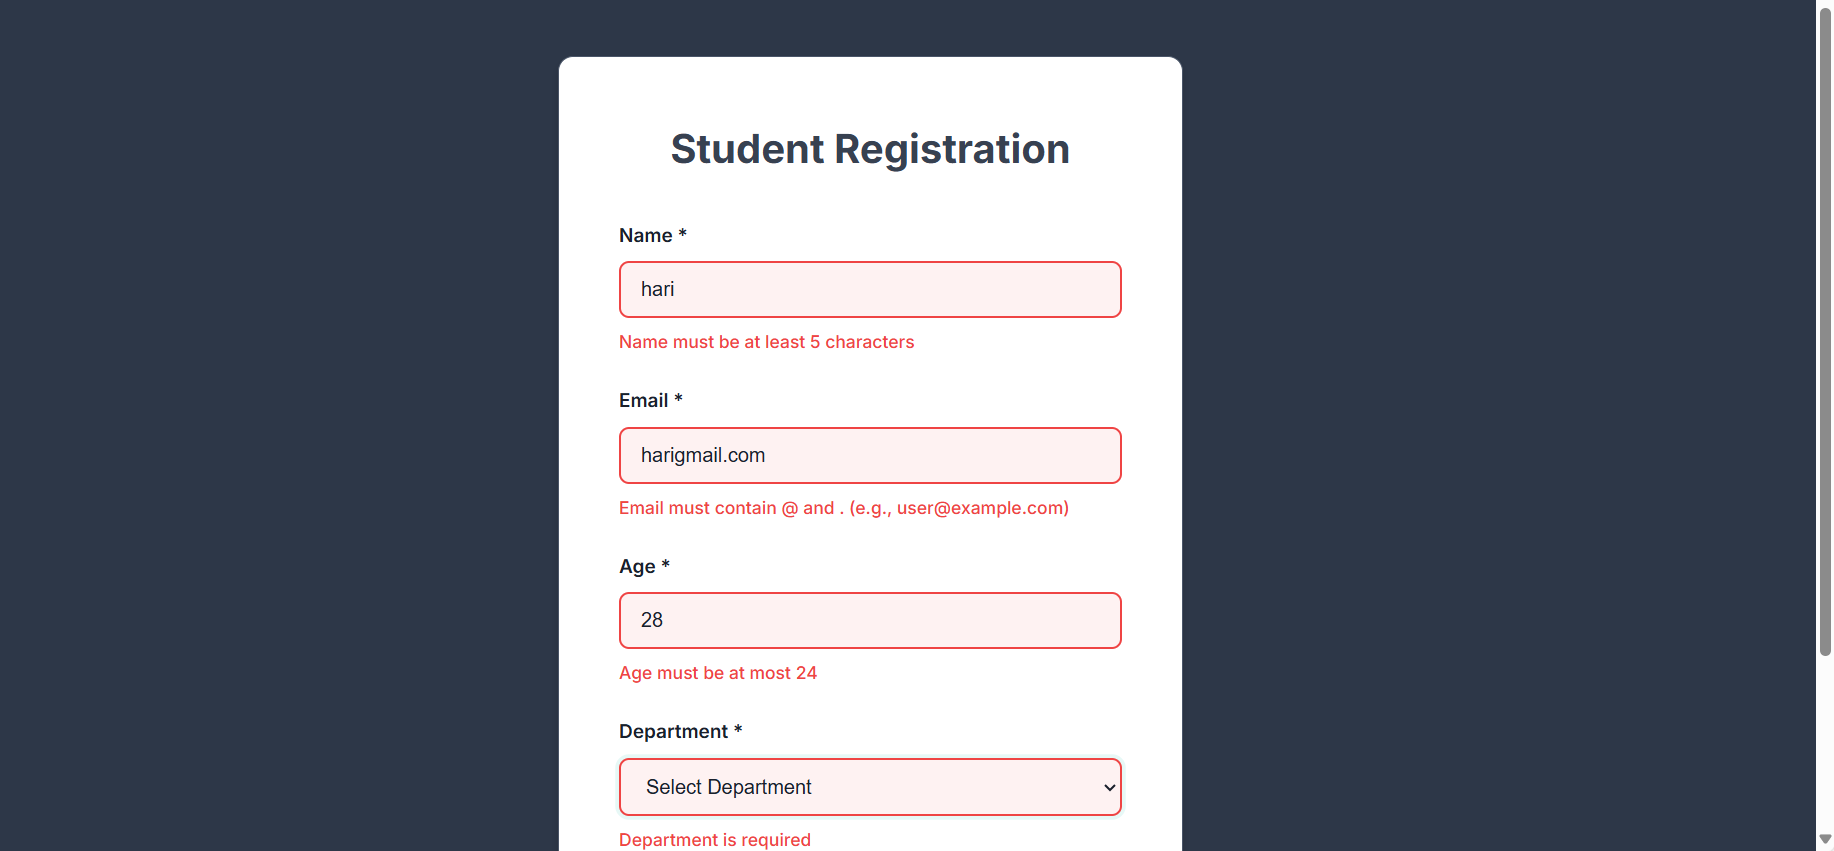 Student Registration
Name *
hari
Name must be at least 5 characters
Email *
harigmail.com
Email must contain @ and . (e.g., user@example.com)
Age *
28
Age must be at most 24
Department *
Select Department
Department is required